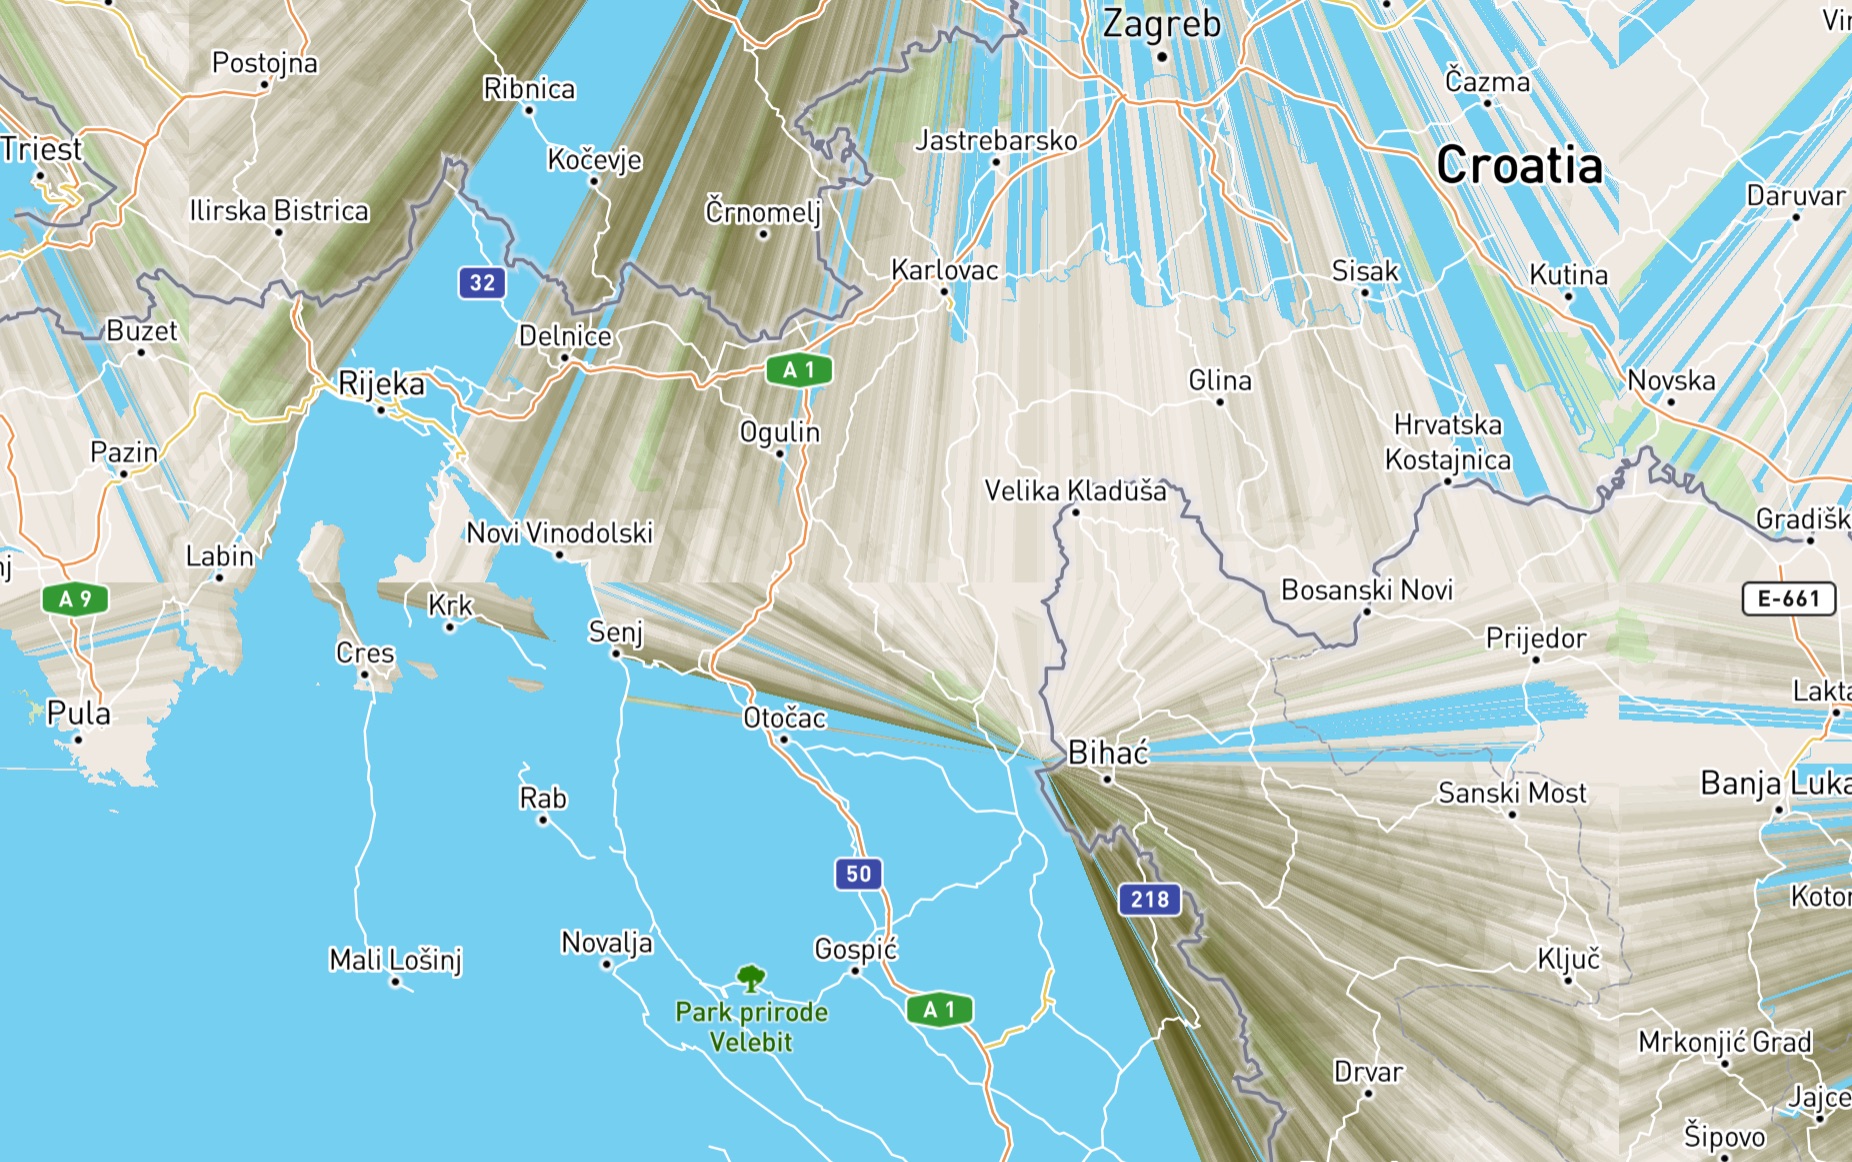 Zagreb
Postojna
Ribnica
Čazma
Triest
Kočevje
Jastrebarsko
Croatia
Ilirska Bistrica
Črnomelj
Daruvar
32
Karlovac
Sisak
Kutina
Buzet
Delnice
A 1
Rijeka
Glina
Novska
Pazin
Ogulin
Hrvatska
Kostajnica
Velika Kladuša
Novi Vinodolski
Gradišk
Labin
A 9
Krk
Bosanski Novi
E-661
Senj
Cres
Prijedor
Pula
Otočac
Lakta
Bihać
Rab
Sanski Most
Banja Luka
50
218
Kotor
Novalja
Gospić
Mali Lošinj
Ključ
Park prirode
Velebit
A 1
Mrkonjić Grad
Drvar
Jajce
Šipovo